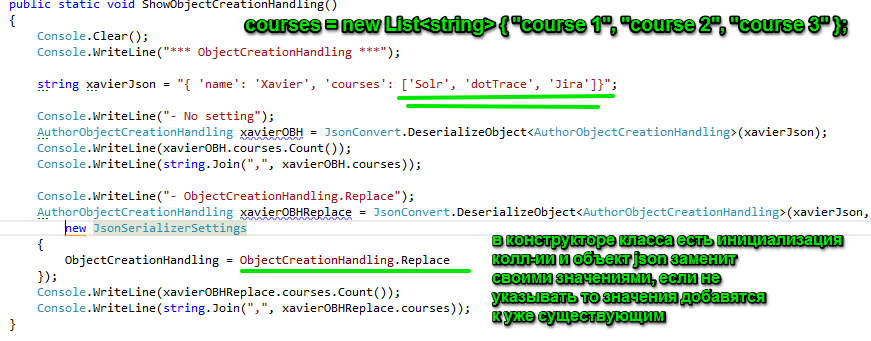 public static void ShowObjectCreationHandling()
courses = new List<string> { "course 1", "course 2", "course 3" };
{
Console.Clear();
Console.WriteLine("*** ObjectCreationHandling ***");
string xavierJson = "{ 'name': 'Xavier', 'courses': ['Solr', 'dotTrace', 'Jira']}";
Console.WriteLine("- No setting");
AuthorObjectCreationHandling xavierOBH = JsonConvert.DeserializeObject<AuthorObjectCreationHandling>(xavierJson);
Console.WriteLine(xavierOBH.courses.Count());
Console.WriteLine(string.Join(",", xavierOBH.courses));
Console.WriteLine("- ObjectCreationHandling.Replace");
AuthorObjectCreationHandling xavierOBHReplace = JsonConvert.DeserializeObject<AuthorObjectCreationHandling>(xavierJson,
new JsonSerializerSettings
{
ObjectCreationHandling = ObjectCreationHandling.Replace
});
Console.WriteLine(xavierOBHReplace.courses.Count());
Console.WriteLine(string.Join(",", xavierOBHReplace.courses));
}
в конструкторе класса есть инициализация
колл-ии и объект json заменит
своими значениями, если не
указывать то значения добавятся
к уже существующим